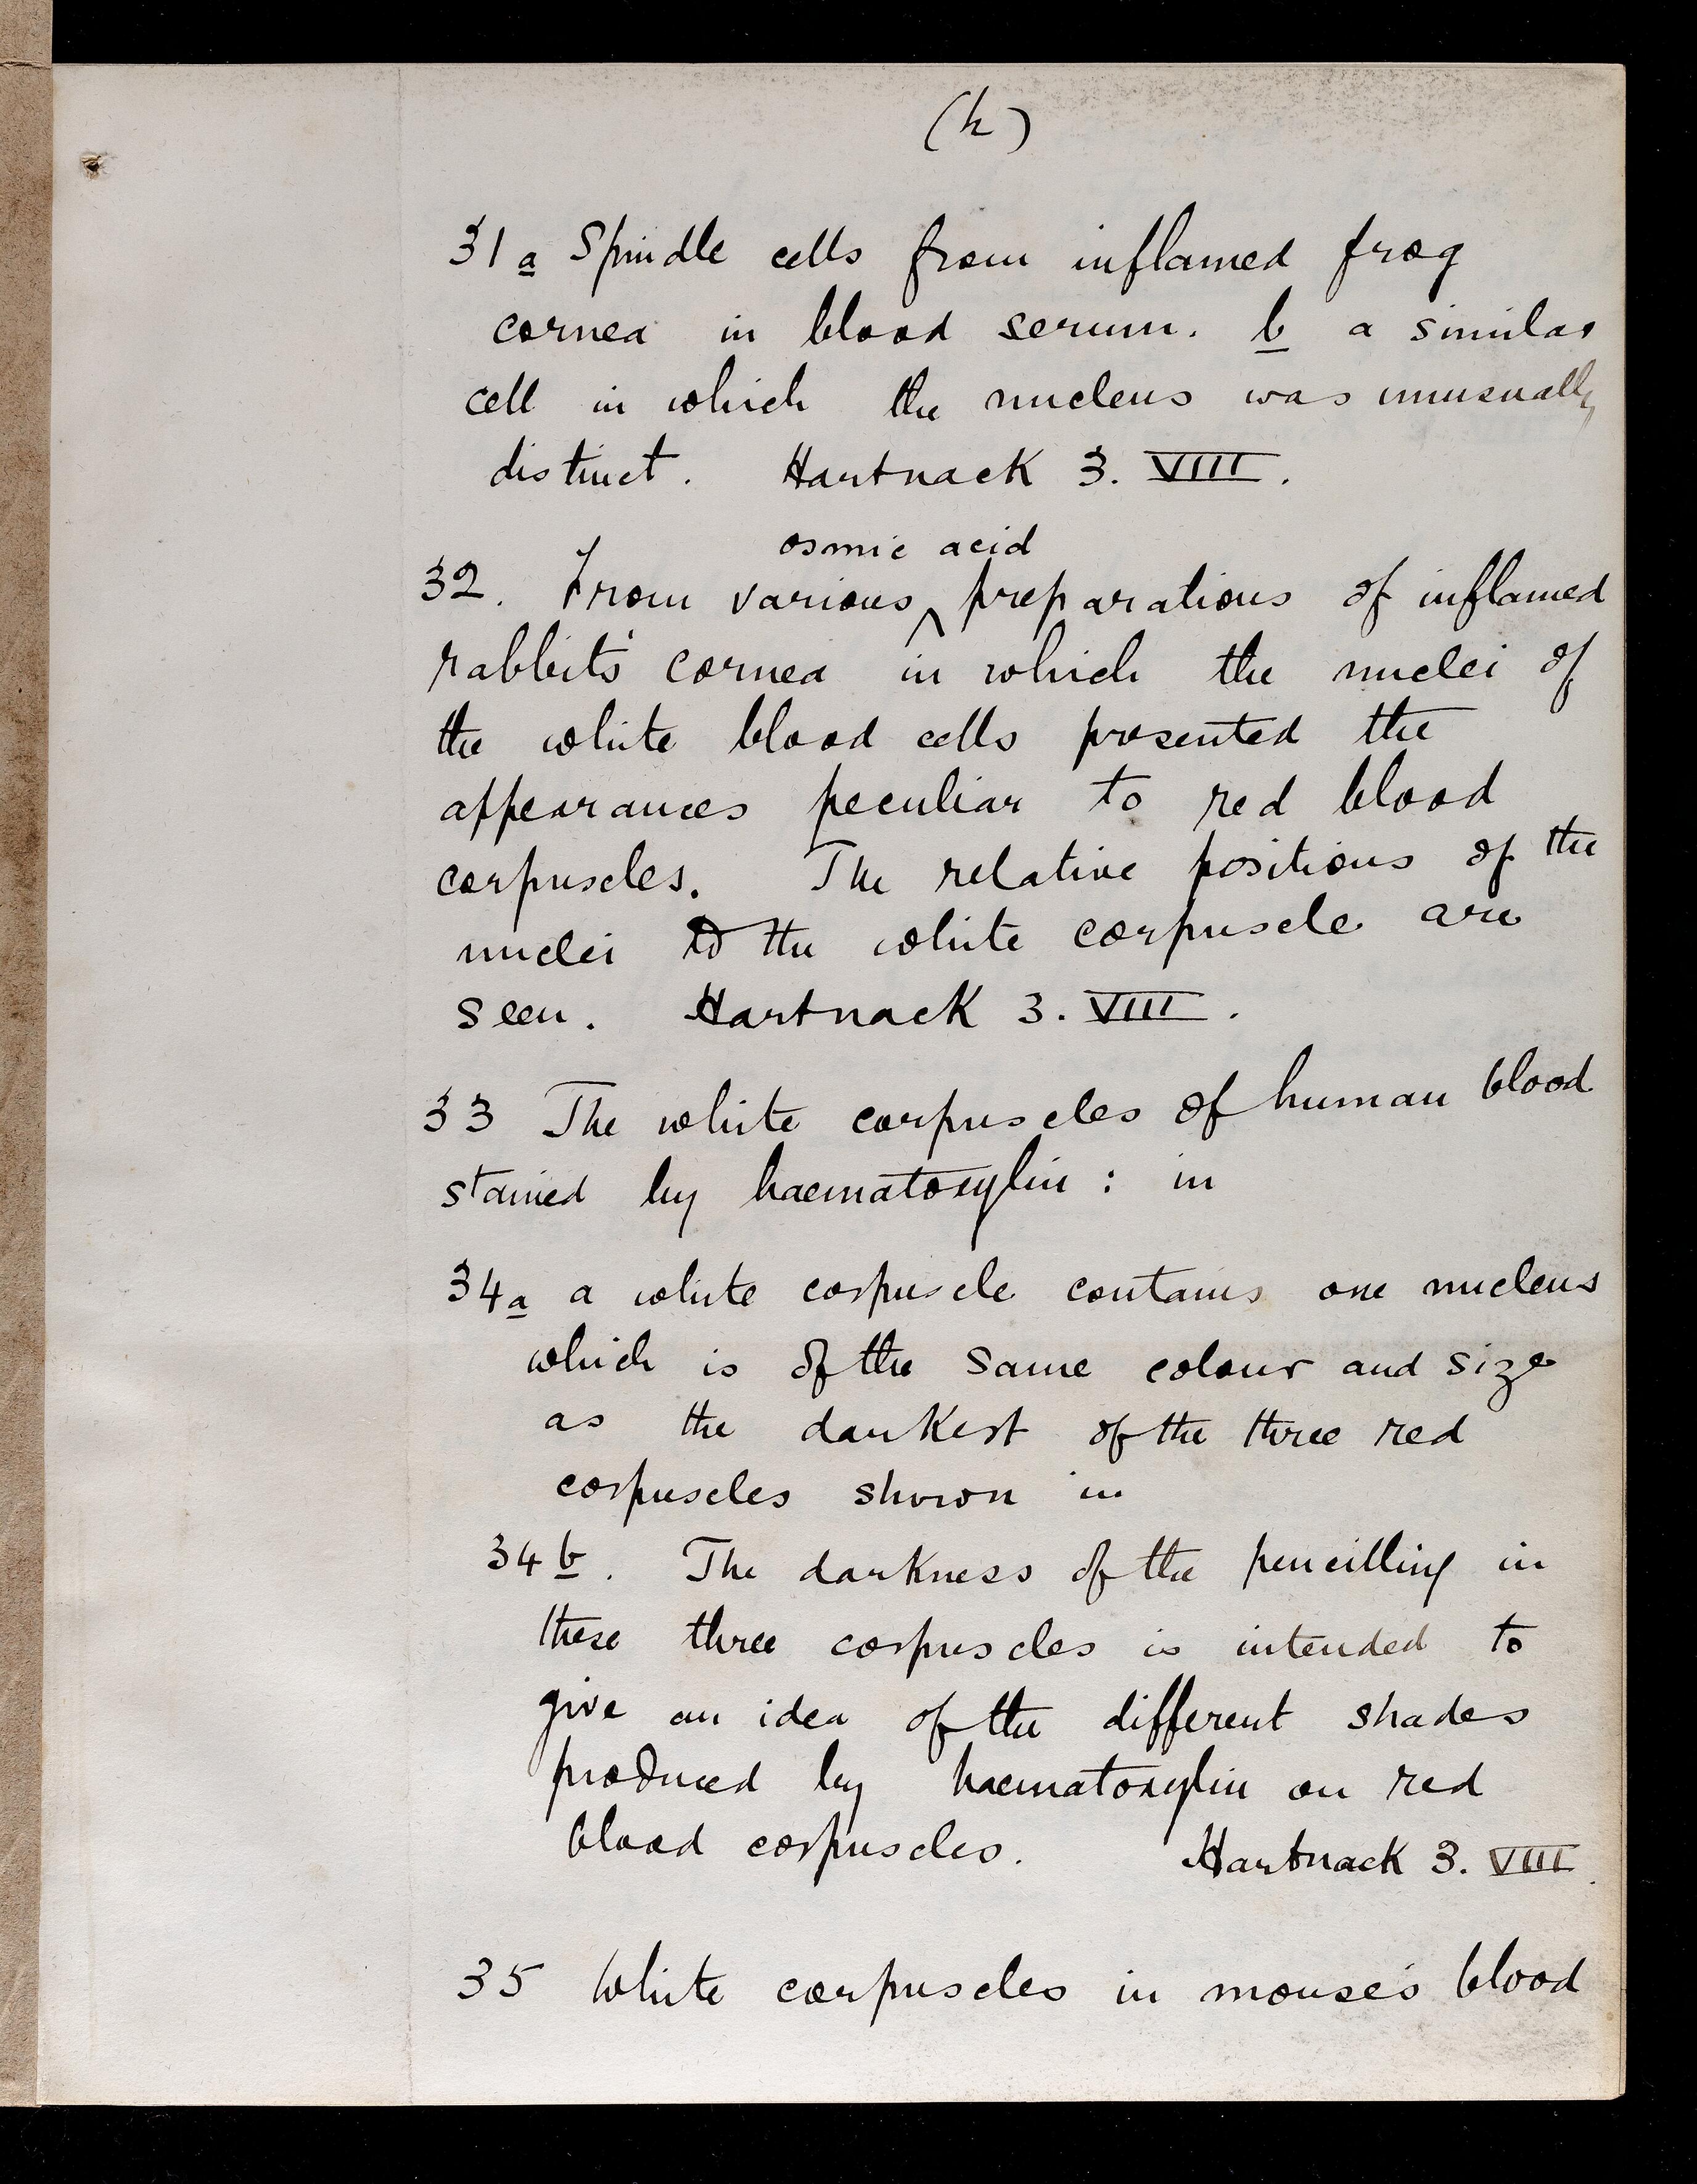 (h)
31a Spindle cells from inflamed frog
cornea in blood serum. b a similar
cell in which the nucleus was unusually
distinct. Hartnack 3. VIIII.
osmic acid
32. From various ^ preparations of inflamed
rabbit's cornea in which the nuclei of
the white blood cells presented the
appearances peculiar to red blood
corpuscles. The relative positions of the
nuclei to the white corpuscle are
seen. Hartnack 3. VIIII.
33 The white corpuscles of human blood
stained by haematoxylin: in
34a a white corpuscle contains one nucleus
which is of the same colour and size
as the darkest of the three red
corpuscles shown in
34b. The darkness of the pencilling in
these three corpuscles is intended to
give an idea of the different shades
produced by haematoxylin on red
blood corpuscles. Hartnack 3. VIII.
35 White corpuscles in mouse's blood